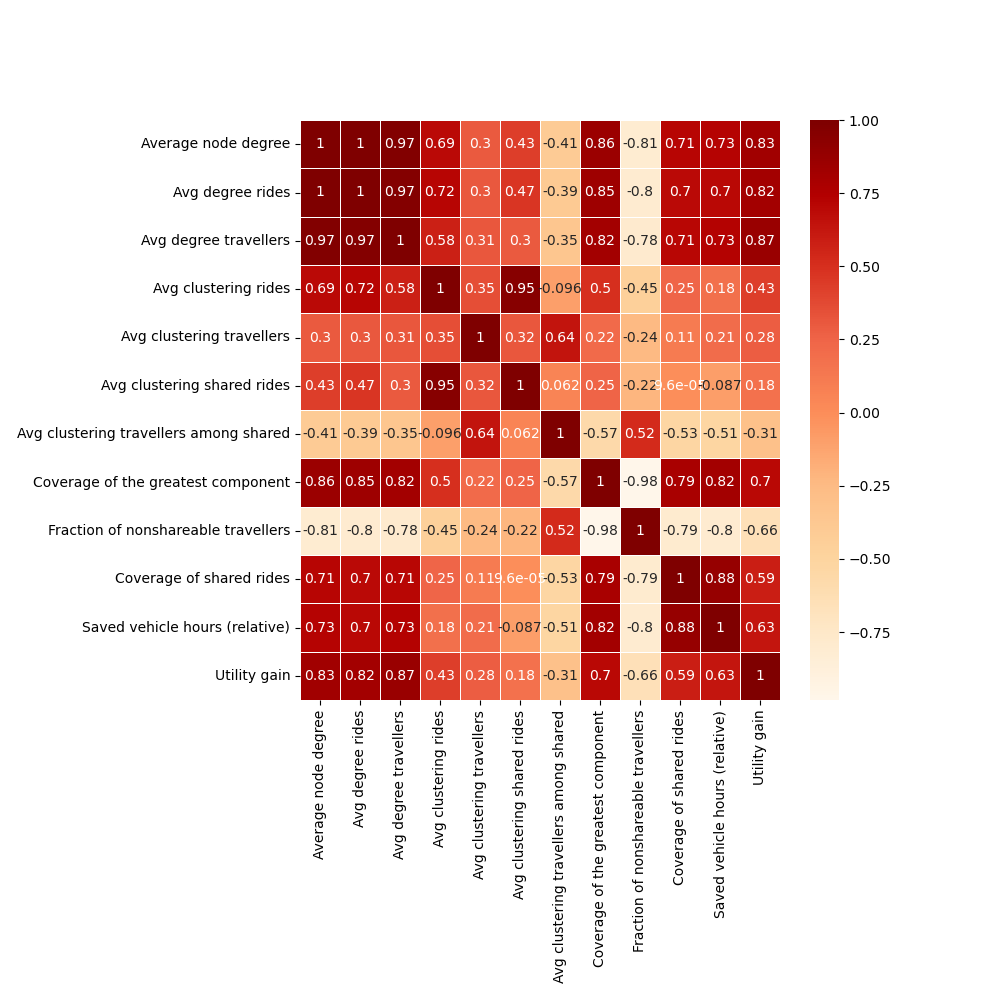 Average node degree 1 1 0.97 0.69 0.3 0.43 -0.41 0.86 -0.81 0.71 0.73 0.83
Avg degree rides 1 1 0.97 0.72 0.3 0.47 -0.39 0.85 -0.8 0.7 0.7 0.82
Avg degree travellers 0.97 0.97 1 0.58 0.31 0.3 -0.35 0.82 -0.78 0.71 0.73 0.87
Avg clustering rides 0.69 0.72 0.58 1 0.35 0.95 -0.096 0.5 -0.45 0.25 0.18 0.43
Avg clustering travellers 0.3 0.3 0.31 0.35 1 0.32 0.64 0.22 -0.24 0.11 0.21 0.28
Avg clustering shared rides 0.43 0.47 0.3 0.95 0.32 1 0.062 0.25 -0.22 -0.087 0.18
Avg clustering travellers among shared -0.41 -0.39 -0.35 -0.096 0.64 0.062 1 -0.57 0.52 -0.53 -0.51 -0.31
Coverage of the greatest component 0.86 0.85 0.82 0.5 0.22 0.25 -0.57 1 -0.98 0.79 0.82 0.7
Fraction of nonshareable travellers -0.81 -0.8 -0.78 -0.45 -0.24 -0.22 0.52 -0.98 1 -0.79 -0.8 -0.66
Coverage of shared rides 0.71 0.7 0.71 0.25 0.11 -0.53 0.79 -0.79 1 0.88 0.59
Saved vehicle hours (relative) 0.73 0.7 0.73 0.18 0.21 -0.087 -0.51 0.82 -0.8 0.88 1 0.63
Utility gain 0.83 0.82 0.87 0.43 0.28 0.18 -0.31 0.7 -0.66 0.59 0.63 1
Average node degree
Avg degree rides
Avg degree travellers
Avg clustering rides
Avg clustering travellers
Avg clustering shared rides
Avg clustering travellers among shared
Coverage of the greatest component
Fraction of nonshareable travellers
Coverage of shared rides
Saved vehicle hours (relative)
Utility gain
1.00
0.75
0.50
0.25
0.00
−0.25
−0.50
−0.75